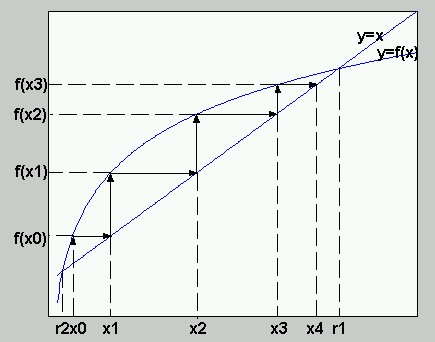 y=x
y=f(x)
f(x3)
f(x2)
f(x1)
f(x0)
r2x0 x1 x2 x3 x4 r1